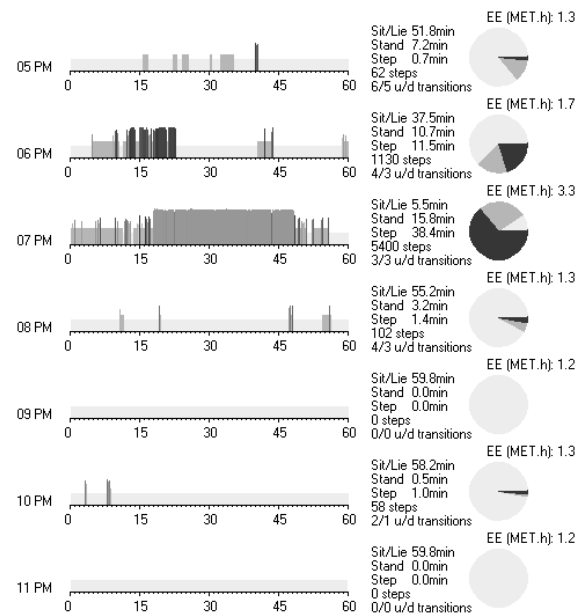 EE (MET.h): 1.3
Sit/Lie 51.8min
Stand 7.2min
Step 0.7min
62 steps
6/5 u/d transitions
05 PM
0 15 30 45 60
EE (MET.h): 1.7
Sit/Lie 37.5min
Stand 10.7min
Step 11.5min
1130 steps
4/3 u/d transitions
06 PM
0 15 30 45 60
EE (MET.h): 3.3
Sit/Lie 5.5min
Stand 15.8min
Step 38.4min
5400 steps
3/3 u/d transitions
07 PM
0 15 30 45 60
EE (MET.h): 1.3
Sit/Lie 55.2min
Stand 3.2min
Step 1.4min
102 steps
4/3 u/d transitions
08 PM
0 15 30 45 60
EE (MET.h): 1.2
Sit/Lie 59.8min
Stand 0.0min
Step 0.0min
0 steps
0/0 u/d transitions
09 PM
0 15 30 45 60
EE (MET.h): 1.3
Sit/Lie 58.2min
Stand 0.5min
Step 1.0min
58 steps
2/1 u/d transitions
10 PM
0 15 30 45 60
EE (MET.h): 1.2
Sit/Lie 59.8min
Stand 0.0min
Step 0.0min
0 steps
0/0 u/d transitions
11 PM
0 15 30 45 60